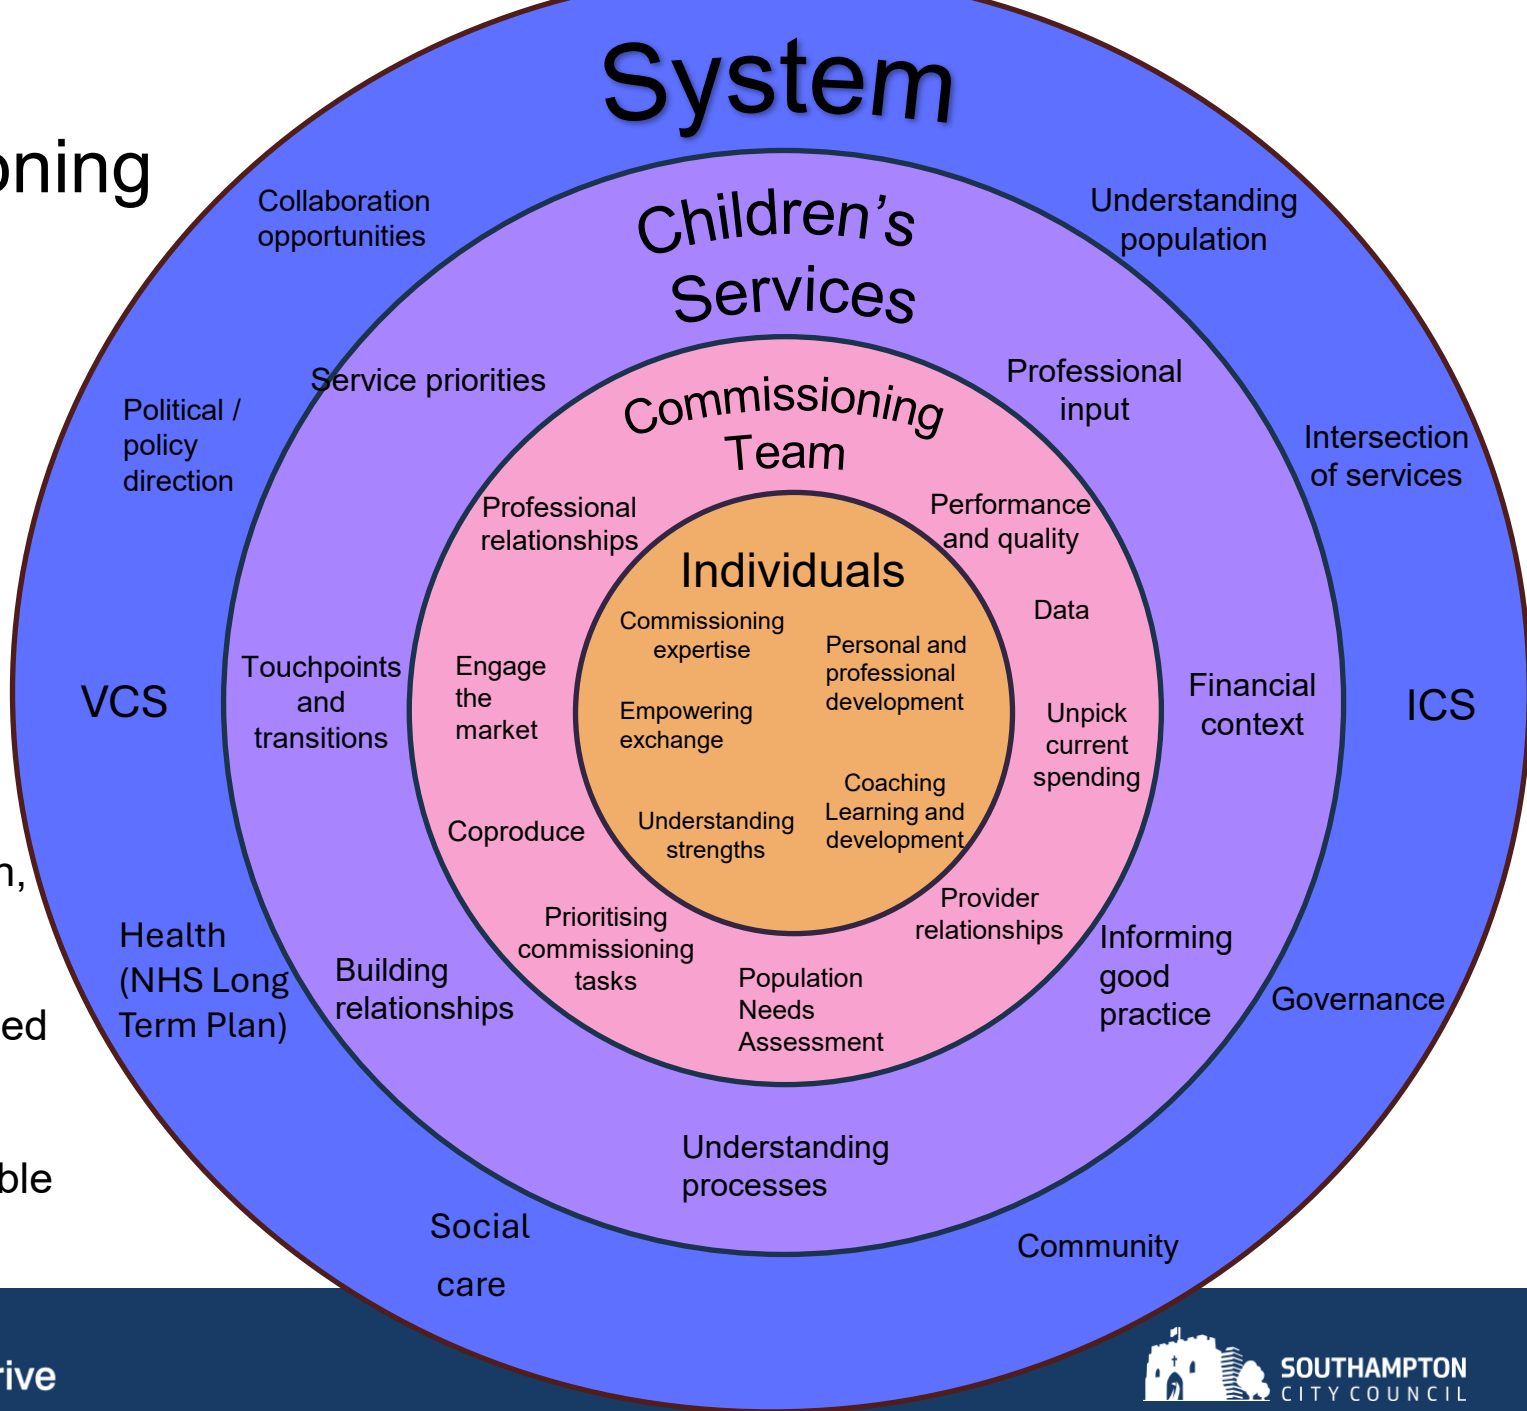 System
oning
Collaboration
opportunities
Understanding
population
Children’s
Services
Service priorities
Professional
input
Political /
policy
direction
Commissioning
Team
Intersection
of services
Professional
relationships
Performance
and quality
Individuals
Data
Commissioning
expertise
Personal and
professional
development
VCS
Touchpoints
and
transitions
Engage
the
market
Empowering
exchange
Unpick
current
spending
Financial
context
ICS
Coaching
Learning and
development
Coproduce
Understanding
strengths
n,
Provider
relationships
Prioritising
commissioning
tasks
Health
(NHS Long
Term Plan)
Building
relationships
Population
Needs
Assessment
Informing
good
practice
Governance
ed
Understanding
processes
ble
Social
care
Community
rive
SOUTHAMPTON
CITY COUNCIL